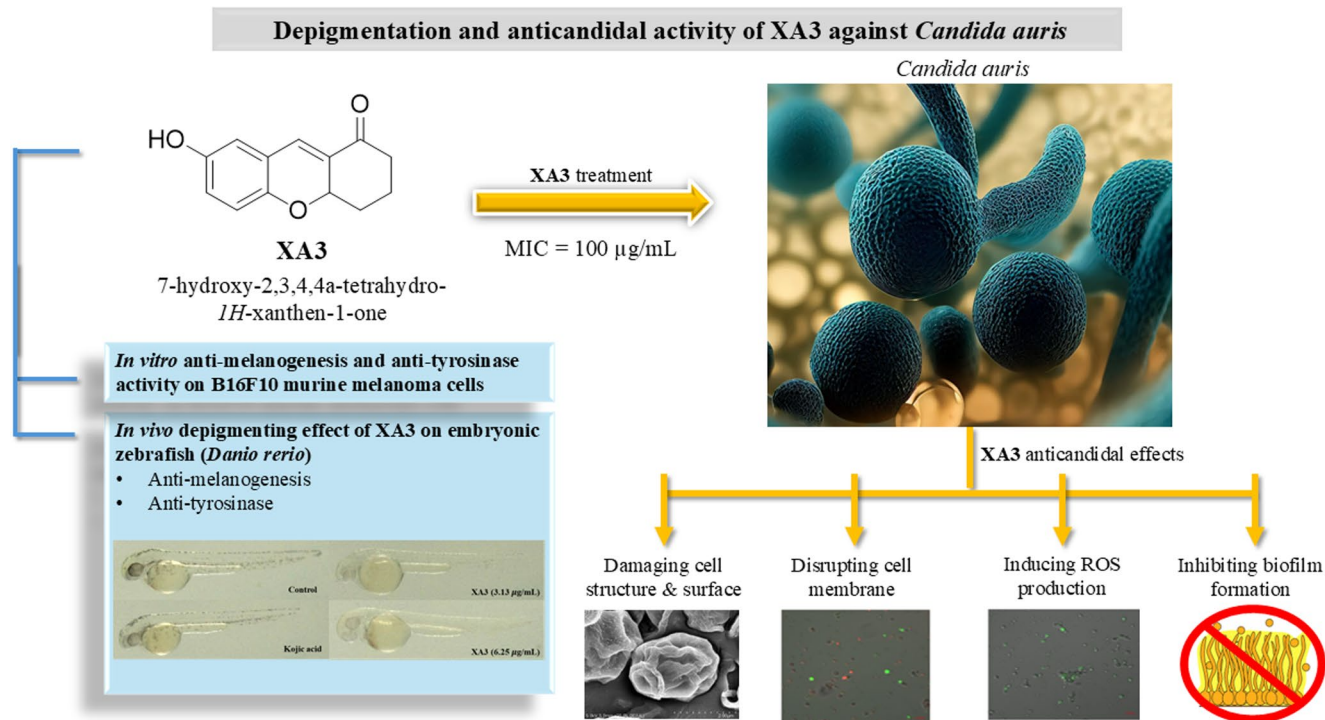 Depigmentation and anticandidal activity of XA3 against Candida auris
Candida auris
HO
O
O
XA3
7-hydroxy-2,3,4,4a-tetrahydro-
1H-xanthen-1-one
XA3 treatment
MIC = 100 µg/mL
In vitro anti-melanogenesis and anti-tyrosinase
activity on B16F10 murine melanoma cells
In vivo depigmenting effect of XA3 on embryonic
zebrafish (Danio rerio)
• Anti-melanogenesis
• Anti-tyrosinase
Control
XA3 (3.13 µg/mL)
Kojic acid
XA3 (6.25 µg/mL)
XA3 anticandidal effects
Damaging cell
structure & surface
Disrupting cell
membrane
Inducing ROS
production
Inhibiting biofilm
formation